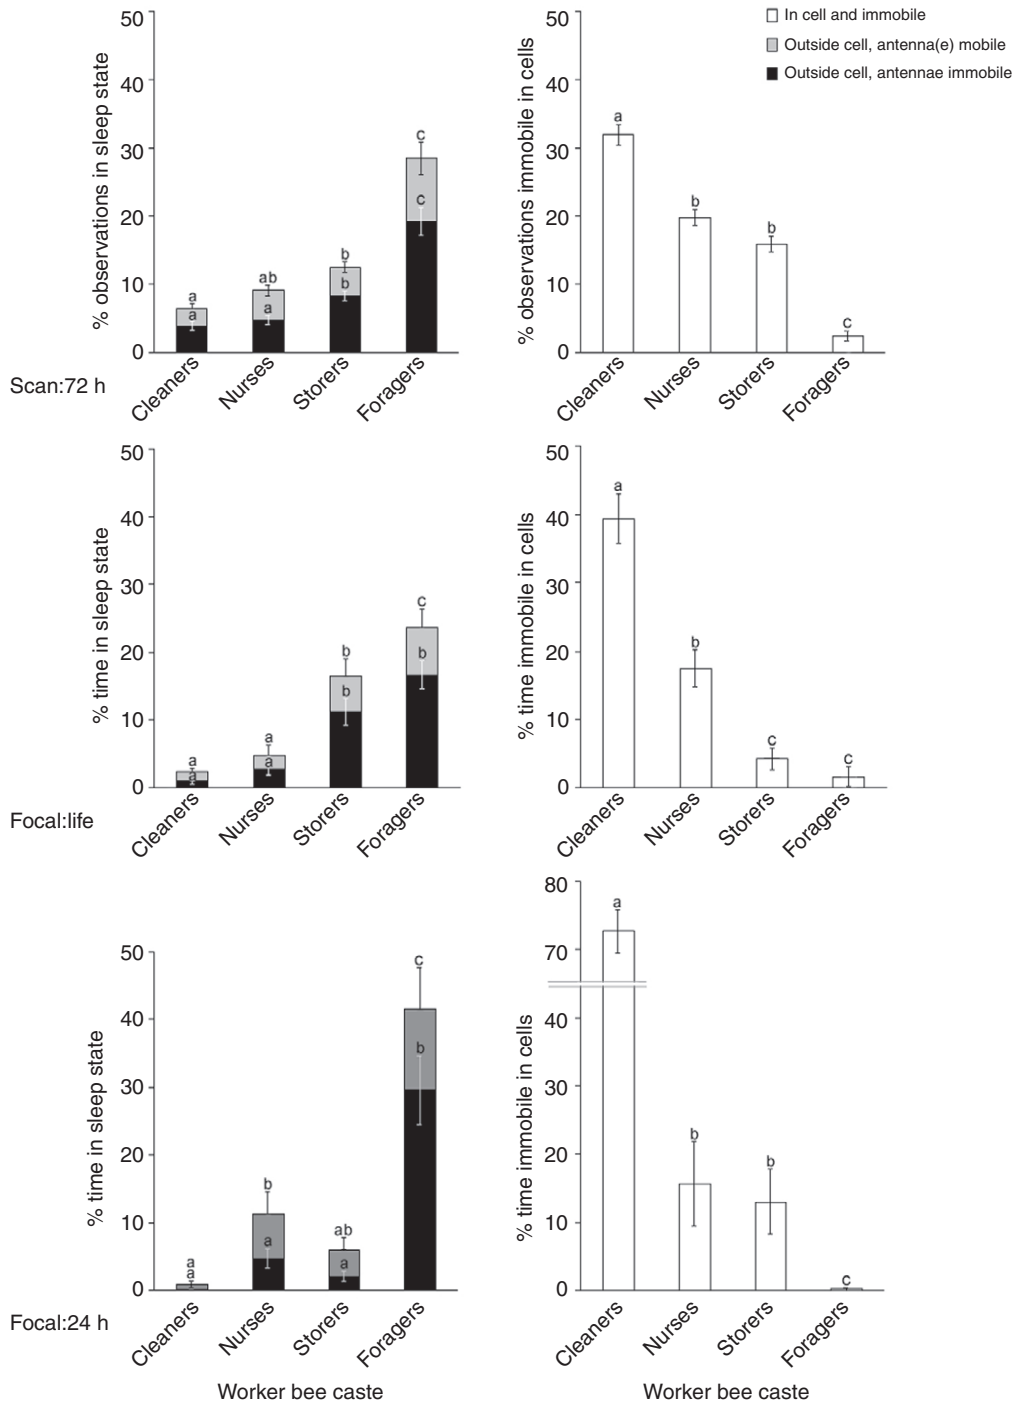 50
40
30
20
10
0
% observations in sleep state
a
a
ab
a
b
b
c
c
Cleaners
Nurses
Storers
Foragers
Scan:72 h
50
40
30
20
10
0
% observations immobile in cells
a
b
b
c
Cleaners
Nurses
Storers
Foragers
In cell and immobile
Outside cell, antenna(e) mobile
Outside cell, antennae immobile
50
40
30
20
10
0
% time in sleep state
a
a
a
a
b
b
c
b
Cleaners
Nurses
Storers
Foragers
Focal:life
50
40
30
20
10
0
% time immobile in cells
a
b
c
c
Cleaners
Nurses
Storers
Foragers
50
40
30
20
10
0
% time in sleep state
a
a
b
a
ab
a
c
b
Cleaners
Nurses
Storers
Foragers
Focal:24 h
Worker bee caste
80
70
40
30
20
10
0
% time immobile in cells
a
b
b
c
Cleaners
Nurses
Storers
Foragers
Worker bee caste